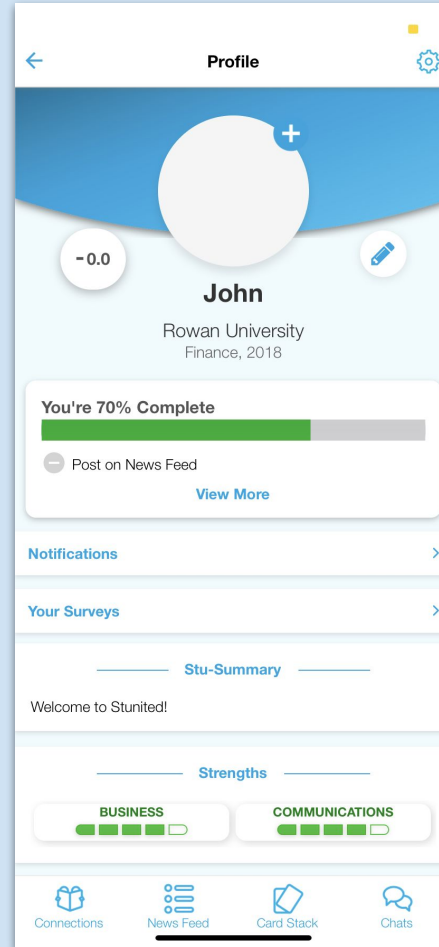 Profile
-0.0
John
Rowan University
Finance, 2018
You're 70% Complete
Post on News Feed
View More
Notifications
Your Surveys
Stu-Summary
Welcome to Stunited!
Strengths
BUSINESS
COMMUNICATIONS
Connections
News Feed
Card Stack
Chats